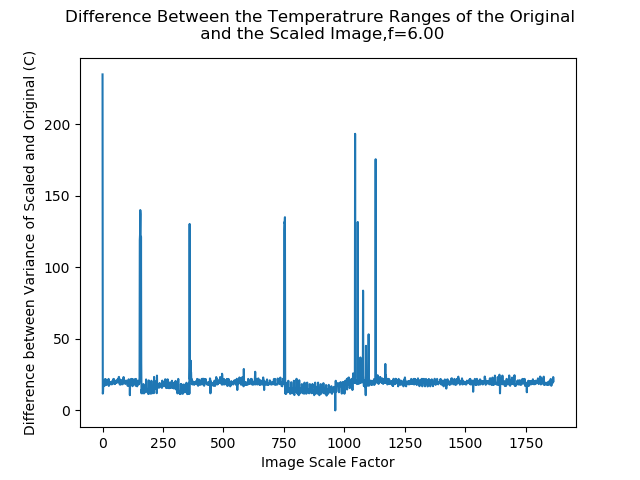 Difference Between the Temperatrure Ranges of the Original
and the Scaled Image,f=6.00
Difference between Variance of Scaled and Original (C)
200
150
100
50
0
0 250 500 750 1000 1250 1500 1750
Image Scale Factor